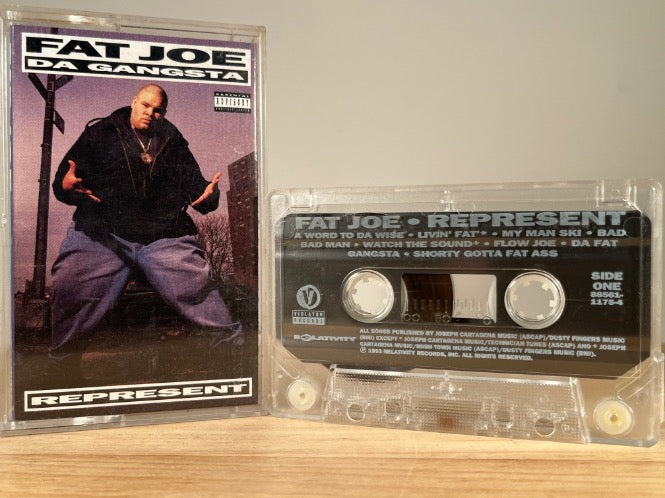 FAT JOE
DA GANGSTA
PARENTAL
ADVISORY
EXPLICIT LYRICS
REPRESENT
FAT JOE • REPRESENT
A WORD TO DA WISE • LIVIN' FAT* • MY MAN SKI • BAD
BAD MAN • WATCH THE SOUND+ • FLOW JOE • DA FAT
GANGSTA • SHORTY GOTTA FAT ASS
SIDE
ONE
88561-
1175-4
V
VIOLATOR
RECORDS
RELATIVITY
ALL SONGS PUBLISHED BY JOSEPH CARTAGENA MUSIC (ASCAP)/DUSTY FINGERS MUSIC
(BMI) EXCEPT * JOSEPH CARTAGENA MUSIC/TECHNICIAN TUNES (ASCAP) AND + JOSEPH
CARTAGENA MUSIC/HUSH TOWN MUSIC (ASCAP)/DUSTY FINGERS MUSIC (BMI).
℗ 1993 RELATIVITY RECORDS, INC. ALL RIGHTS RESERVED.